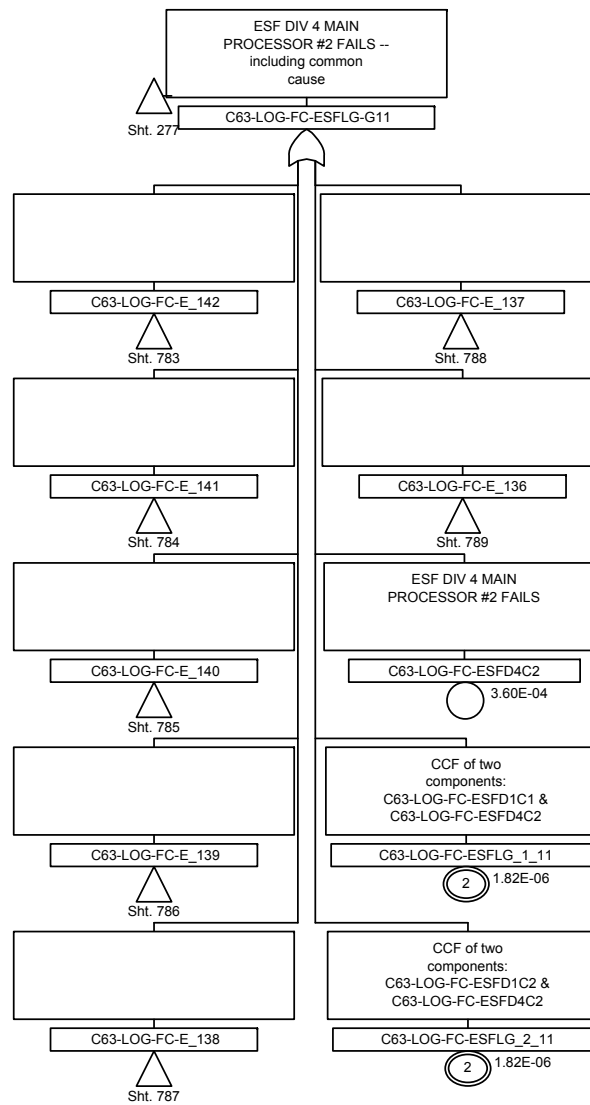 ESF DIV 4 MAIN
PROCESSOR #2 FAILS --
including common
cause
Sht. 277
C63-LOG-FC-ESFLG-G11
C63-LOG-FC-E_142
Sht. 783
C63-LOG-FC-E_137
Sht. 788
C63-LOG-FC-E_141
Sht. 784
C63-LOG-FC-E_136
Sht. 789
C63-LOG-FC-E_140
Sht. 785
ESF DIV 4 MAIN
PROCESSOR #2 FAILS
C63-LOG-FC-ESFD4C2
3.60E-04
C63-LOG-FC-E_139
Sht. 786
CCF of two
components:
C63-LOG-FC-ESFD1C1 &
C63-LOG-FC-ESFD4C2
C63-LOG-FC-ESFLG_1_11
2
1.82E-06
C63-LOG-FC-E_138
Sht. 787
CCF of two
components:
C63-LOG-FC-ESFD1C2 &
C63-LOG-FC-ESFD4C2
C63-LOG-FC-ESFLG_2_11
2
1.82E-06